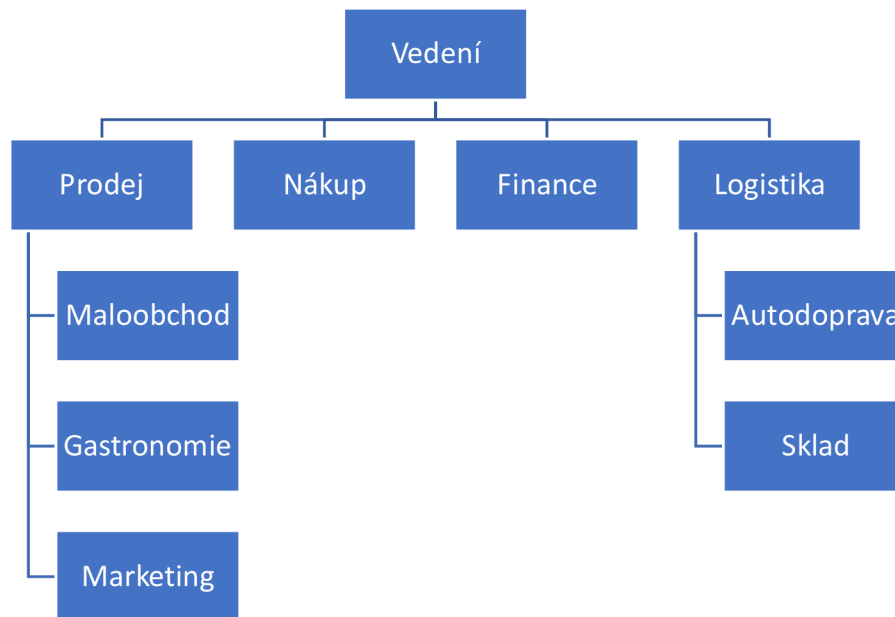 Vedení
Prodej
Nákup
Finance
Logistika
Maloobchod
Autodoprava
Gastronomie
Sklad
Marketing